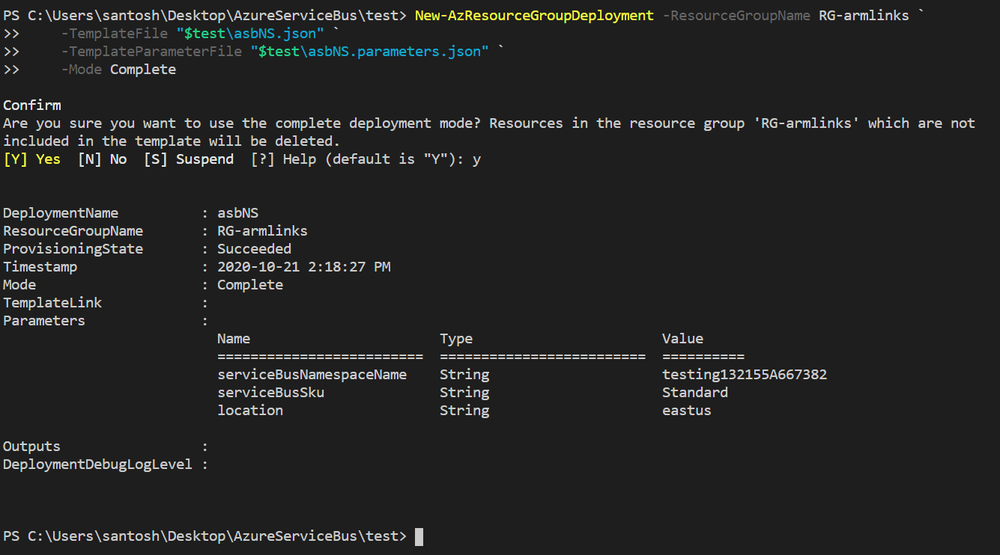 PS C:\Users\santosh\Desktop\AzureServiceBus\test> New-AzResourceGroupDeployment -ResourceGroupName RG-armlinks `
>>     -TemplateFile "$test\asbNS.json" `
>>     -TemplateParameterFile "$test\asbNS.parameters.json" `
>>     -Mode Complete
Confirm
Are you sure you want to use the complete deployment mode? Resources in the resource group 'RG-armlinks' which are not
included in the template will be deleted.
[Y] Yes  [N] No  [S] Suspend  [?] Help (default is "Y"): y
DeploymentName          : asbNS
ResourceGroupName       : RG-armlinks
ProvisioningState       : Succeeded
Timestamp               : 2020-10-21 2:18:27 PM
Mode                    : Complete
TemplateLink            :
Parameters              :
                          Name                       Type                       Value
                          =========================  =========================  ==========
                          serviceBusNamespaceName    String                     testing132155A667382
                          serviceBusSku              String                     Standard
                          location                   String                     eastus
Outputs                 :
DeploymentDebugLogLevel :
PS C:\Users\santosh\Desktop\AzureServiceBus\test>